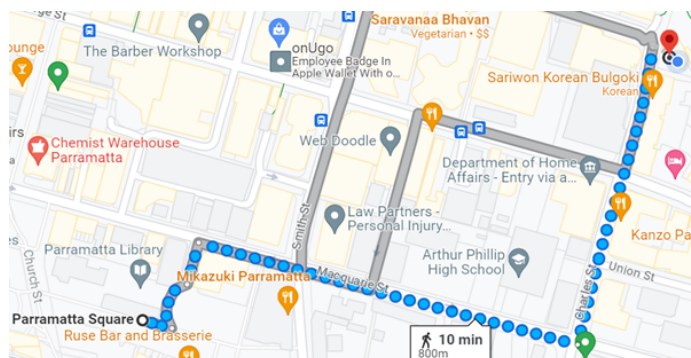 Saravanaa Bhavan
Vegetarian • $$
The Barber Workshop
onUgo
Employee Badge In
Apple Wallet With o...
ounge
Sariwon Korean Bulgoki
Korean
Chemist Warehouse
Parramatta
Web Doodle
Department of Home
Affairs - Entry via a...
Law Partners -
Personal Injury...
Smith St
Kanzo Pa
Parramatta Library
Arthur Phillip
High School
Union St
Church St
Mikazuki Parramatta
Macquarie St
Charles St
Parramatta Square
Ruse Bar and Brasserie
10 min
800m